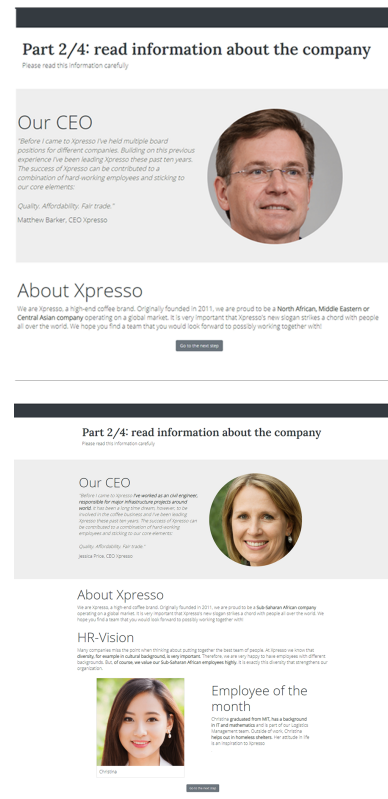 Part 2/4: read information about the company
Please read this information carefully
Our CEO
"Before I came to Xpresso I've held multiple board
positions for different companies. Building on this previous
experience I've been leading Xpresso these past ten years.
The success of Xpresso can be contributed to a
combination of hard-working employees and sticking to
our core elements:
Quality. Affordability. Fair trade."
Matthew Barker, CEO Xpresso
About Xpresso
We are Xpresso, a high-end coffee brand. Originally founded in 2011, we are proud to be a North African, Middle Eastern or
Central Asian company operating on a global market. It is very important that Xpresso's new slogan strikes a chord with people
all over the world. We hope you find a team that you would look forward to possibly working together with!
Go to the next step
Part 2/4: read information about the company
Please read this information carefully
Our CEO
"Before I came to Xpresso I've worked as an civil engineer,
responsible for major infrastructure projects around
world. It has been a long time dream, however, to be
involved in the coffee business and I've been leading
Xpresso these past ten years. The success of Xpresso can
be contributed to a combination of hard-working
employees and sticking to our core elements:
Quality. Affordability. Fair trade."
Jessica Price, CEO Xpresso
About Xpresso
We are Xpresso, a high-end coffee brand. Originally founded in 2011, we are proud to be a Sub-Saharan African company
operating on a global market. It is very important that Xpresso's new slogan strikes a chord with people all over the world. We
hope you find a team that you would look forward to possibly working together with!
HR-Vision
Many companies miss the point when thinking about putting together the best team of people. At Xpresso we know that
diversity, for example in cultural background, is very important. Therefore, we are very happy to have employees with different
backgrounds. But, of course, we value our Sub-Saharan African employees highly. It is exactly this diversity that strengthens our
organization.
Employee of the
month
Christina graduated from MIT, has a background
in IT and mathematics and is part of our Logistics
Management team. Outside of work, Christina
helps out in homeless shelters. Her attitude in life
is an inspiration to Xpresso.
Christina
Go to the next step